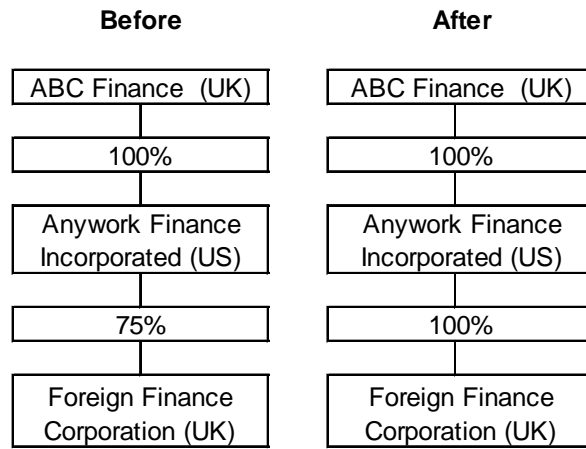 Before
After
ABC Finance (UK)
ABC Finance (UK)
100%
100%
Anywork Finance
Incorporated (US)
Anywork Finance
Incorporated (US)
75%
100%
Foreign Finance
Corporation (UK)
Foreign Finance
Corporation (UK)